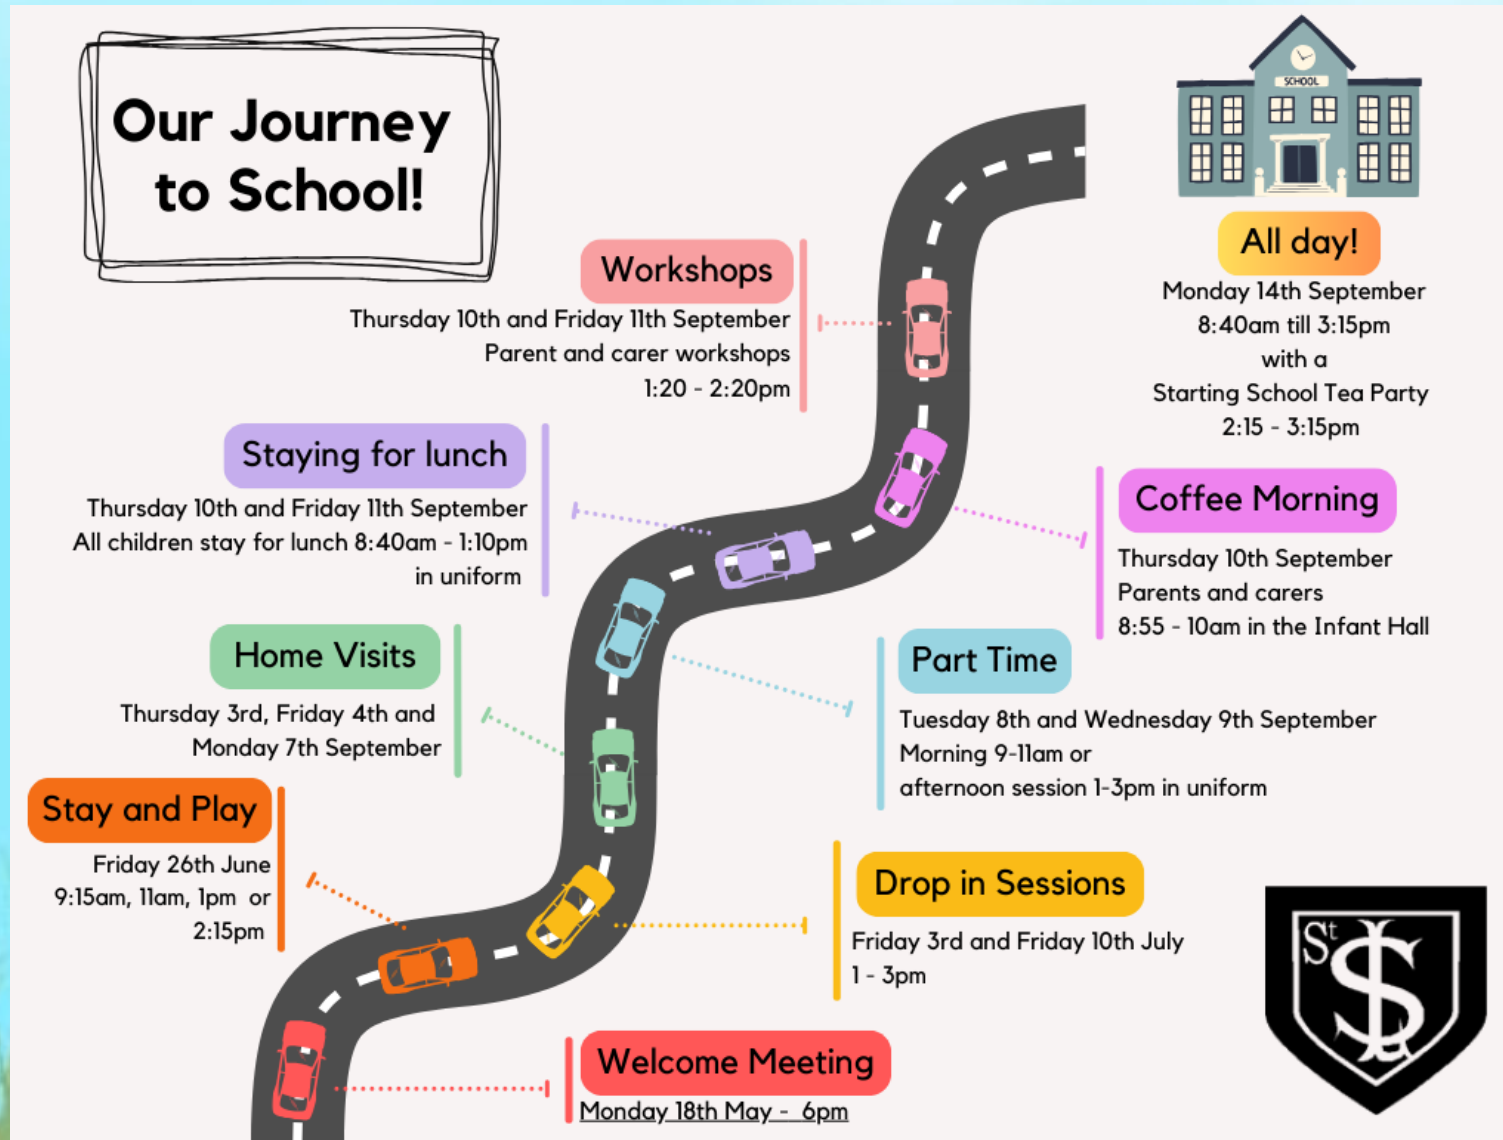 Our Journey
to School!
SCHOOL
All day!
Monday 14th September
8:40am till 3:15pm
with a
Starting School Tea Party
2:15 - 3:15pm
Workshops
Thursday 10th and Friday 11th September
Parent and carer workshops
1:20 - 2:20pm
Staying for lunch
Thursday 10th and Friday 11th September
All children stay for lunch 8:40am - 1:10pm
in uniform
Coffee Morning
Thursday 10th September
Parents and carers
8:55 - 10am in the Infant Hall
Home Visits
Thursday 3rd, Friday 4th and
Monday 7th September
Part Time
Tuesday 8th and Wednesday 9th September
Morning 9-11am or
afternoon session 1-3pm in uniform
Stay and Play
Friday 26th June
9:15am, 11am, 1pm or
2:15pm
Drop in Sessions
Friday 3rd and Friday 10th July
1 - 3pm
Welcome Meeting
Monday 18th May - 6pm
St